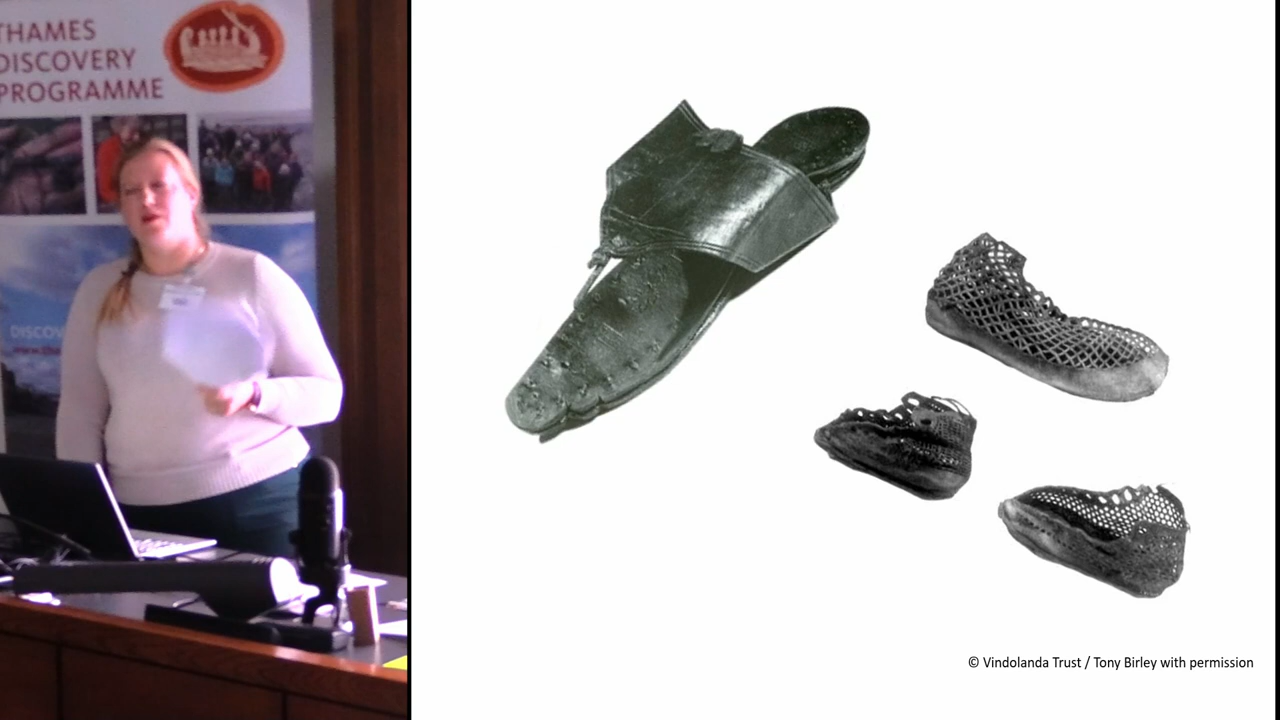 THAMES
DISCOVERY
PROGRAMME
DISCOV
© Vindolanda Trust / Tony Birley with permission